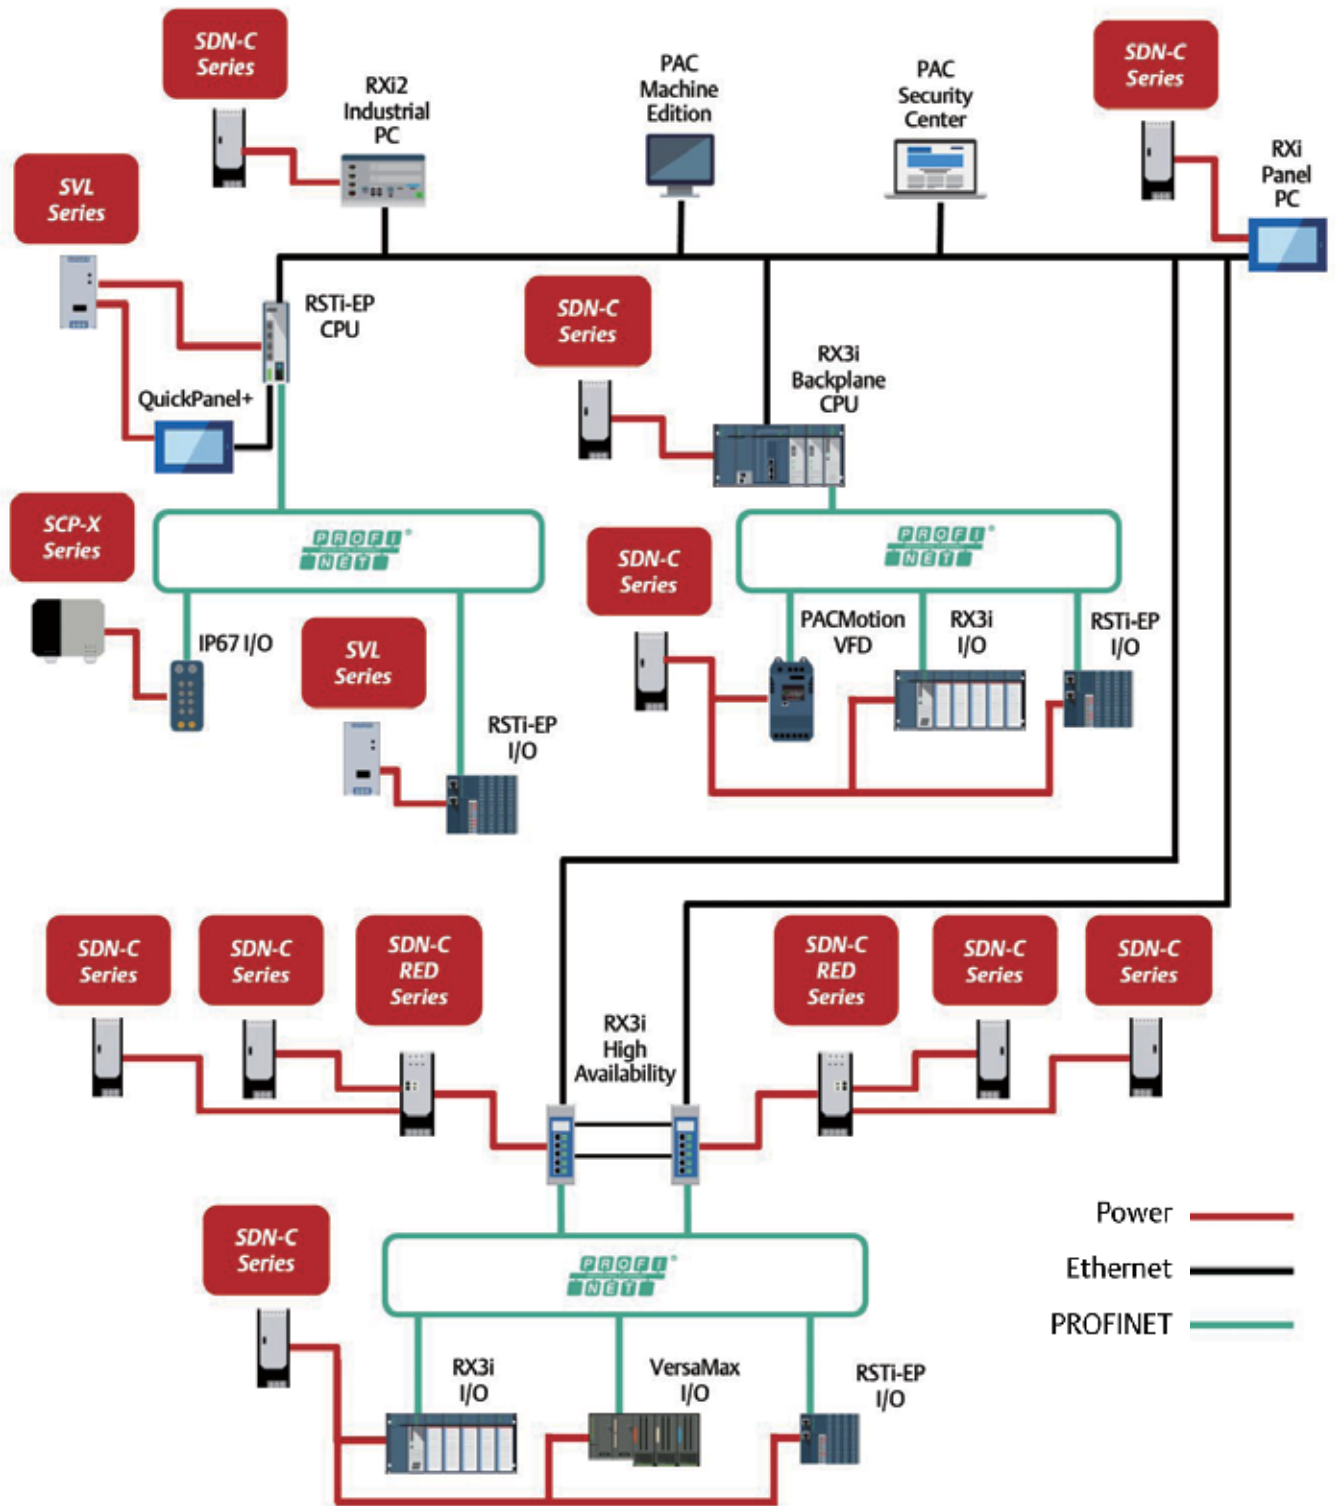 SDN-C
Series
RXi2
Industrial
PC
PAC
Machine
Edition
PAC
Security
Center
SDN-C
Series
RXi
Panel
PC
SVL
Series
RSTi-EP
CPU
QuickPanel+
SDN-C
Series
RX3i
Backplane
CPU
SCP-X
Series
PROFI®
NET
IP67 I/O
SVL
Series
RSTi-EP
I/O
SDN-C
Series
PROFI®
NET
PACMotion
VFD
RX3i
I/O
RSTi-EP
I/O
SDN-C
Series
SDN-C
Series
SDN-C
RED
Series
RX3i
High
Availability
SDN-C
RED
Series
SDN-C
Series
SDN-C
Series
SDN-C
Series
PROFI®
NET
RX3i
I/O
VersaMax
I/O
RSTi-EP
I/O
Power
Ethernet
PROFINET